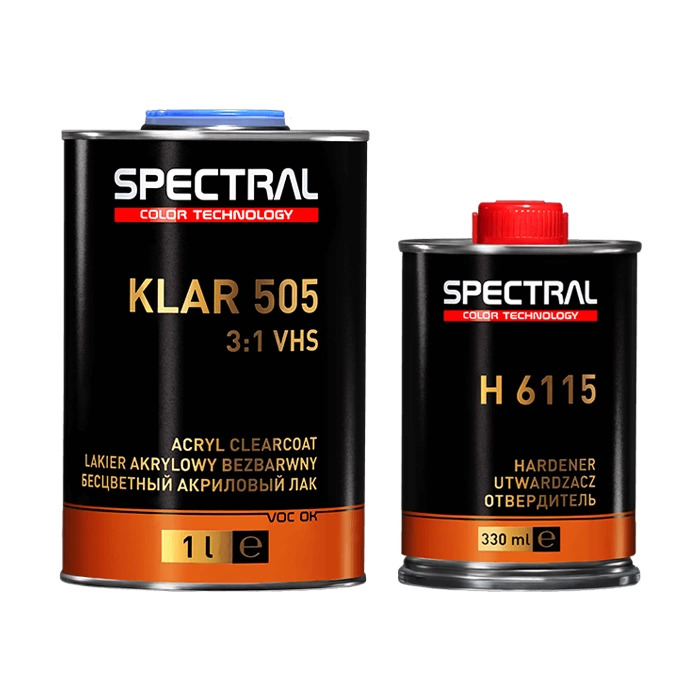 SPECTRAL
COLOR TECHNOLOGY
KLAR 505
3:1 VHS
ACRYL CLEARCOAT
LAKIER AKRYLOWY BEZBARWNY
БЕСЦВЕТНЫЙ АКРИЛОВЫЙ ЛАК
VOC OK
1 l e
SPECTRAL
COLOR TECHNOLOGY
H 6115
HARDENER
UTWARDZACZ
ОТВЕРДИТЕЛЬ
330 ml e